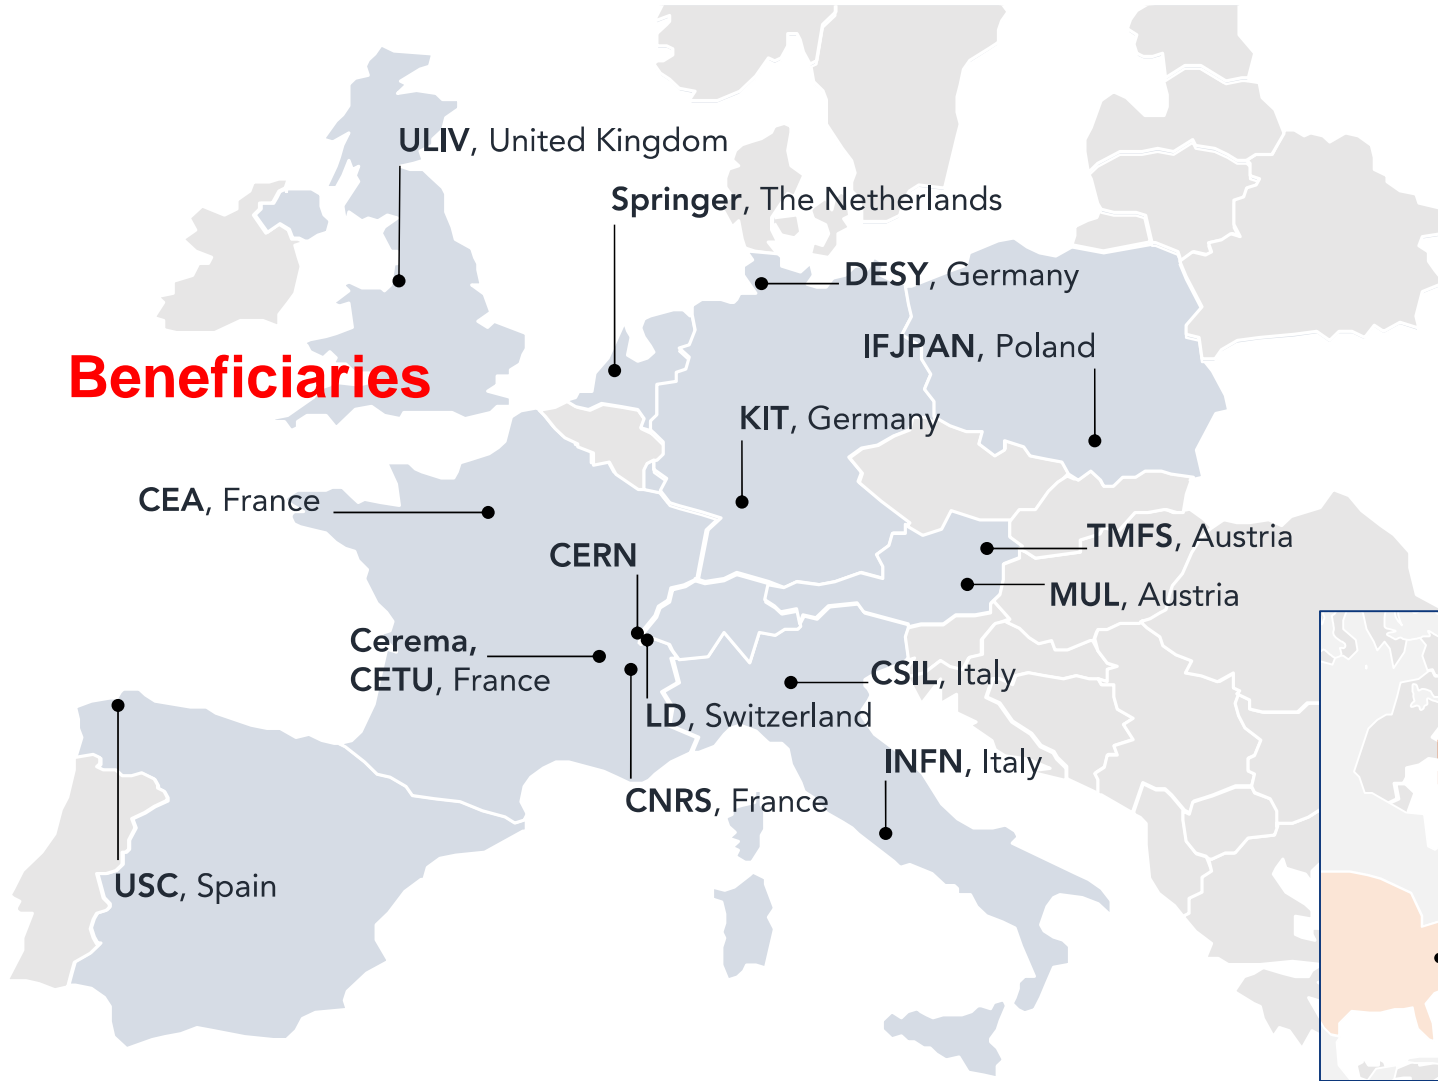 ULIV, United Kingdom
Springer, The Netherlands
DESY, Germany
IFJPAN, Poland
Beneficiaries
KIT, Germany
CEA, France
TMFS, Austria
CERN
MUL, Austria
Cerema,
CETU, France
CSIL, Italy
LD, Switzerland
INFN, Italy
CNRS, France
USC, Spain